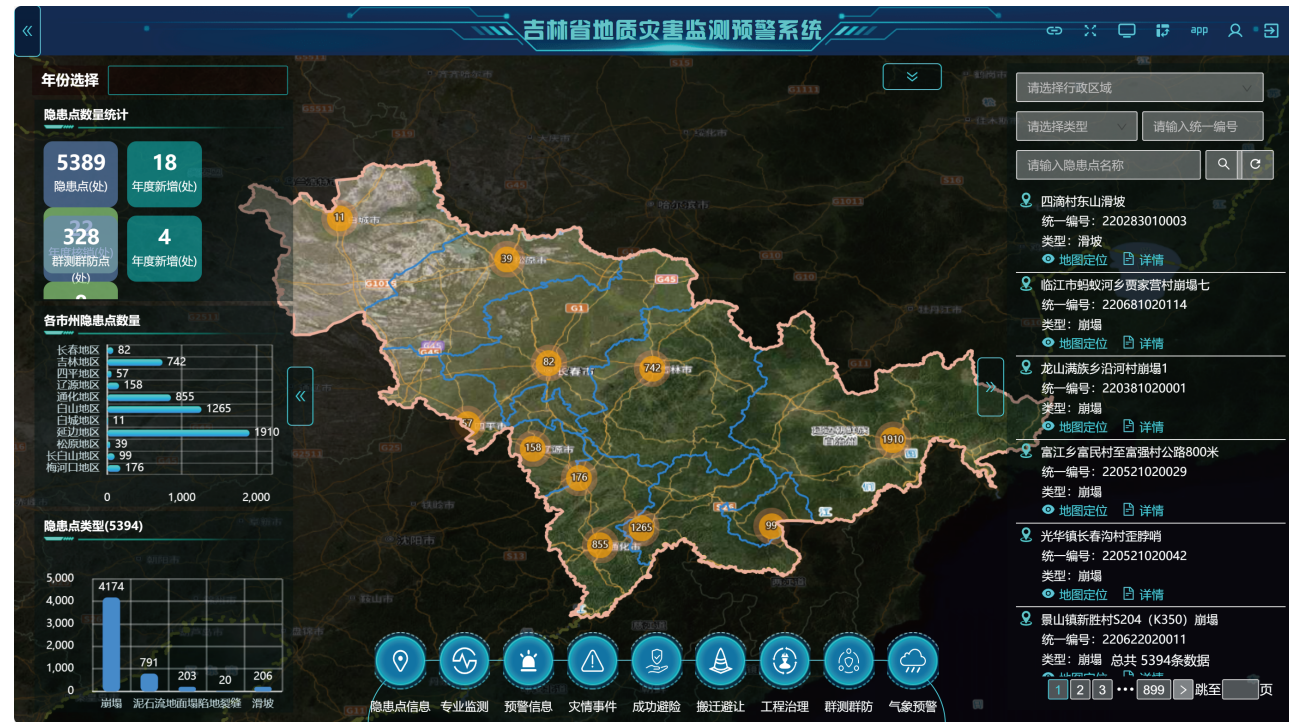 吉林省地质灾害监测预警系统
app
年份选择
隐患点数量统计
5389
隐患点(处)
18
年度新增(处)
328
群测群防点
(处)
4
年度新增(处)
各市州隐患点数量
长春地区 82
吉林地区 742
四平地区 57
辽源地区 158
通化地区 855
白山地区 1265
白城地区 11
延边地区 1910
松原地区 39
长白山地区 99
梅河口地区 176
0 1,000 2,000
隐患点类型(5394)
5,000
4,000
3,000
2,000
1,000
0
4174 791 203 20 206
崩塌 泥石流 地面塌陷 地裂缝 滑坡
G1111
G1011
G10
G45
G1
G11
哈尔滨市
牡丹江市
沈阳市
鞍山市
长春市
11
39
82
742
57
158
176
1265
855
99
1910
请选择行政区域
请选择类型
请输入统一编号
请输入隐患点名称
四滴村东山滑坡
统一编号：220283010003
类型：滑坡
地图定位 详情
临江市蚂蚁河乡贾家营村崩塌七
统一编号：220681020114
类型：崩塌
地图定位 详情
龙山满族乡沿河村崩塌1
统一编号：220381020001
类型：崩塌
地图定位 详情
富江乡富民村至富强村公路800米
统一编号：220521020029
类型：崩塌
地图定位 详情
光华镇长春沟村歪脖哨
统一编号：220521020042
类型：崩塌
地图定位 详情
景山镇新胜村S204（K350）崩塌
统一编号：220622020011
类型：崩塌 总共 5394条数据
1 2 3 ••• 899 > 跳至 页
隐患点信息 专业监测 预警信息 灾情事件 成功避险 搬迁避让 工程治理 群测群防 气象预警